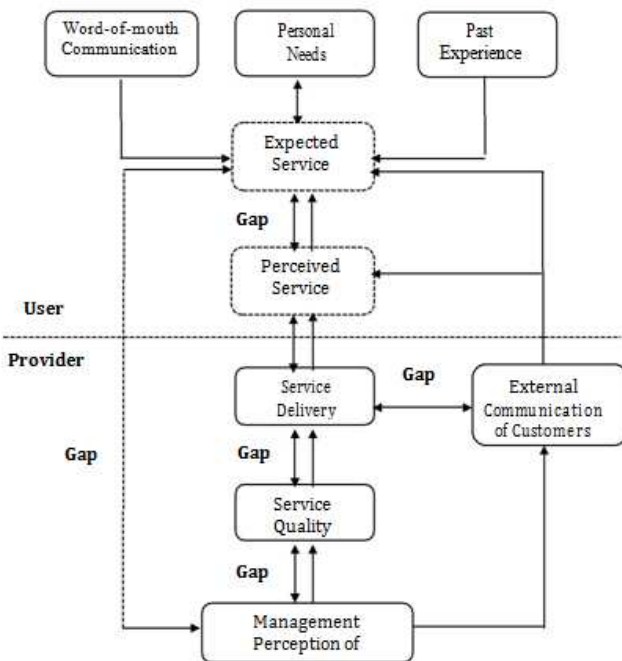 Word-of-mouth
Communication
Personal
Needs
Past
Experience
Expected
Service
Gap
Perceived
Service
User
Provider
Service
Delivery
Gap
External
Communication
of Customers
Gap
Gap
Service
Quality
Gap
Management
Perception of